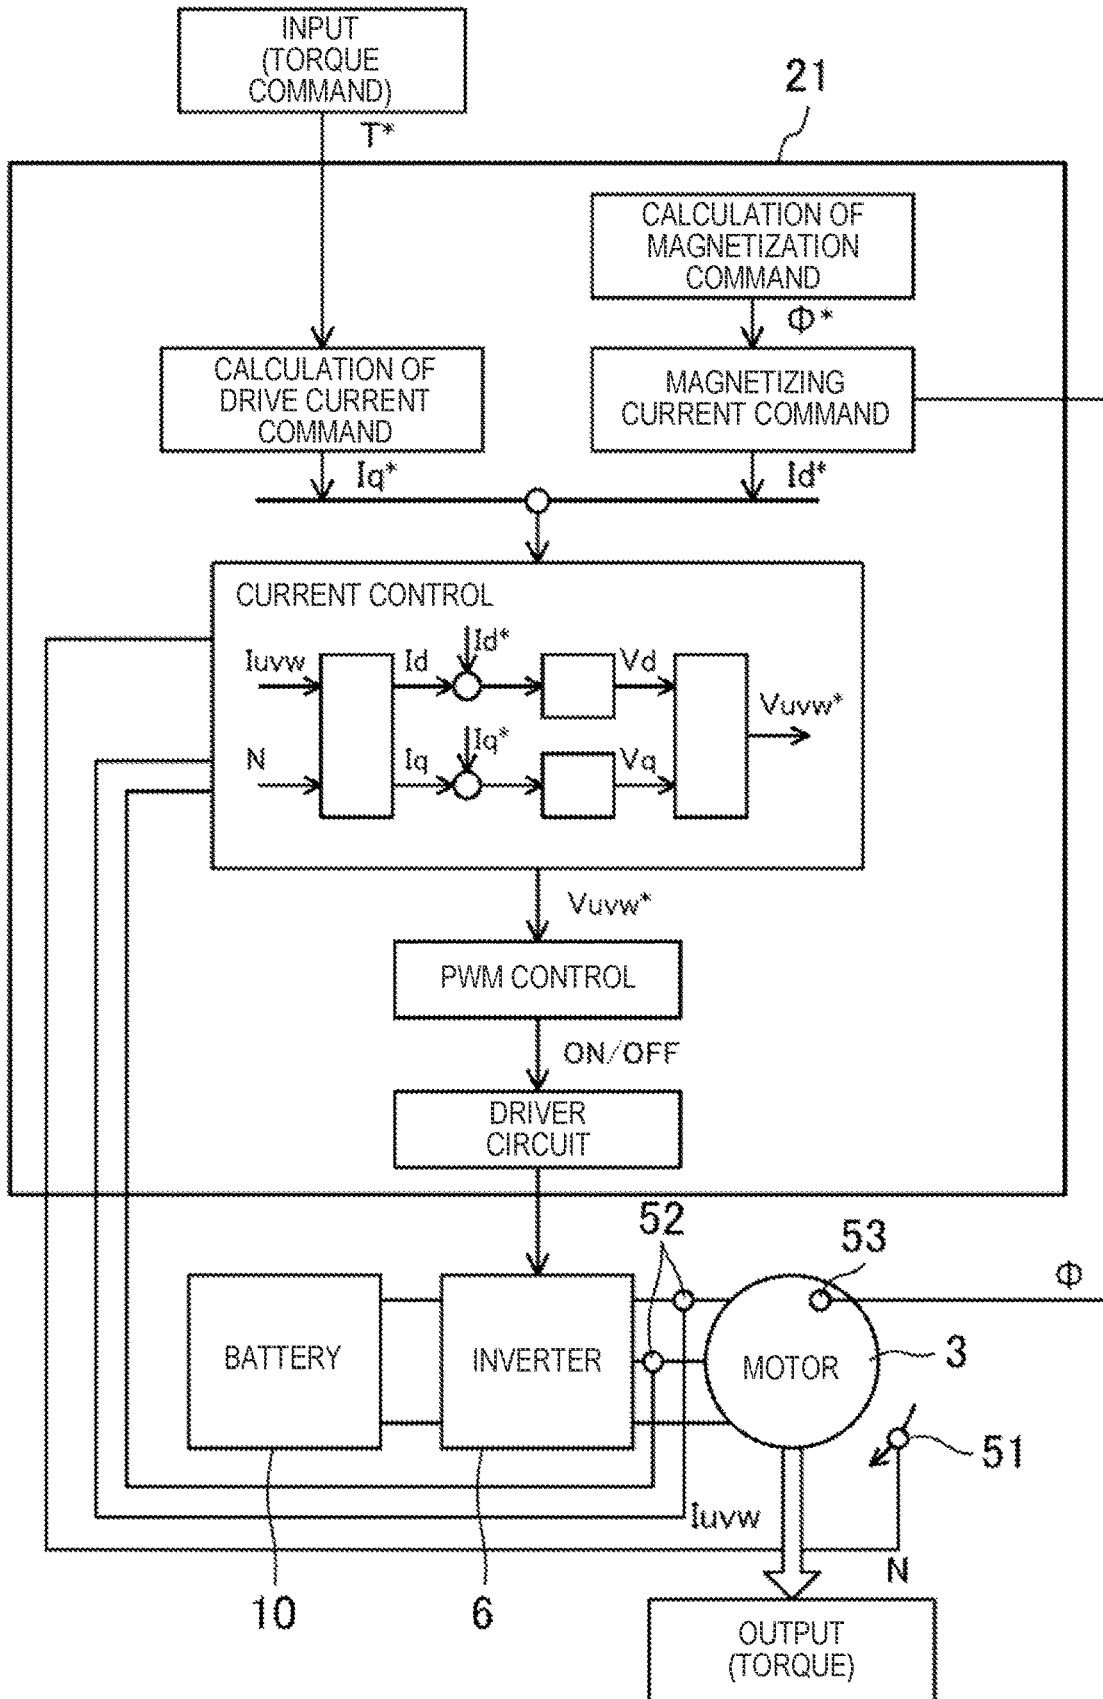 INPUT
(TORQUE
COMMAND)
T*
21
CALCULATION OF
MAGNETIZATION
COMMAND
Φ*
CALCULATION OF
DRIVE CURRENT
COMMAND
MAGNETIZING
CURRENT COMMAND
Iq*
Id*
CURRENT CONTROL
Iuvw
Id
Id*
Vd
Vuvw*
N
Iq
Iq*
Vq
Vuvw*
PWM CONTROL
ON/OFF
DRIVER
CIRCUIT
52
53
Φ
BATTERY
INVERTER
MOTOR
3
51
Iuvw
N
10
6
OUTPUT
(TORQUE)